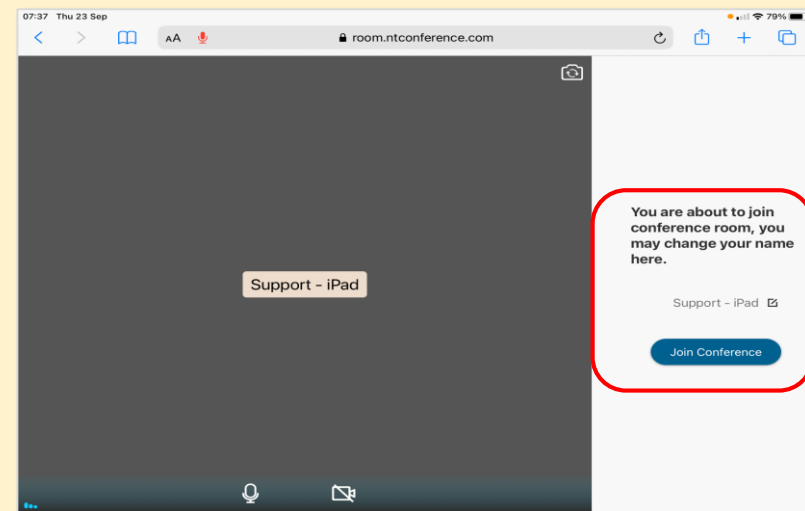 07:37 Thu 23 Sep
79%
AA room.ntconference.com
You are about to join
conference room, you
may change your name
here.
Support - iPad
Support - iPad
Join Conference